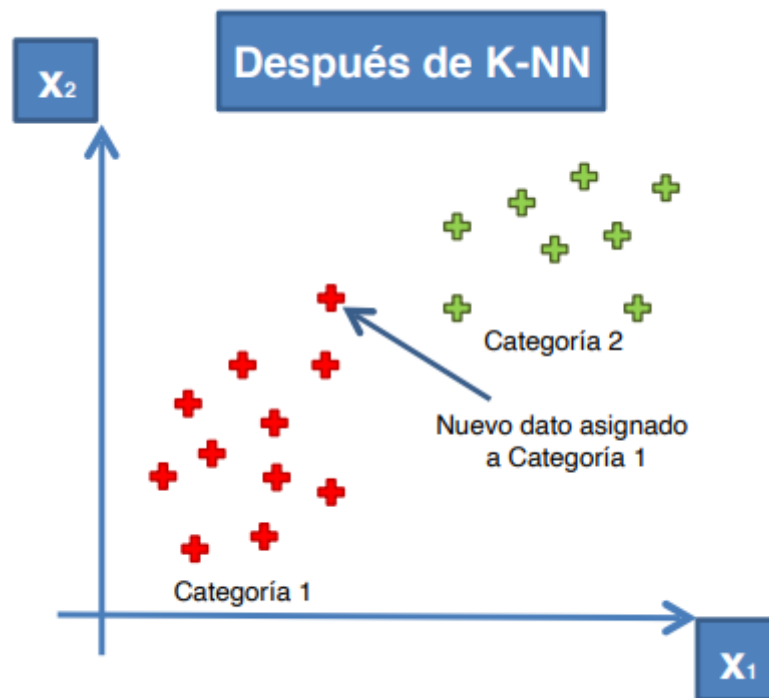 Después de K-NN
X2
Categoría 2
Nuevo dato asignado
a Categoría 1
Categoría 1
X1